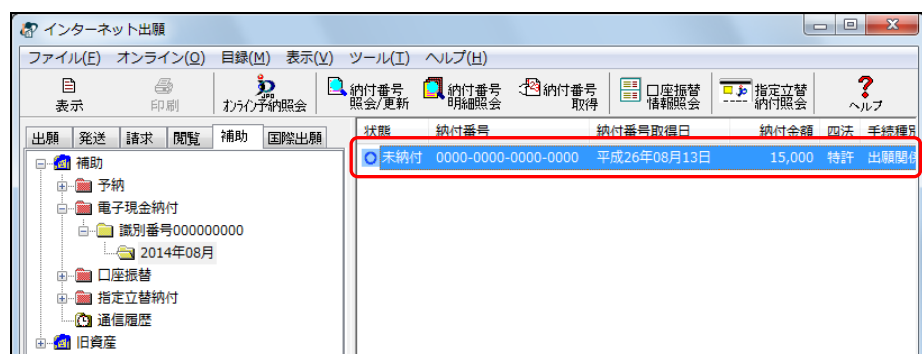 インターネット出願
ファイル(F) オンライン(O) 目録(M) 表示(V) ツール(T) ヘルプ(H)
表示
印刷
オンライン予納照会
納付番号
照会/更新
納付番号
明細照会
納付番号
取得
口座振替
情報照会
指定立替
納付照会
ヘルプ
出願 発送 請求 閲覧 補助 国際出願
状態 納付番号 納付番号取得日 納付金額 四法 手続種別
未納付 0000-0000-0000-0000 平成26年08月13日 15,000 特許 出願関係
補助
予納
電子現金納付
識別番号000000000
2014年08月
口座振替
指定立替納付
通信履歴
旧資産